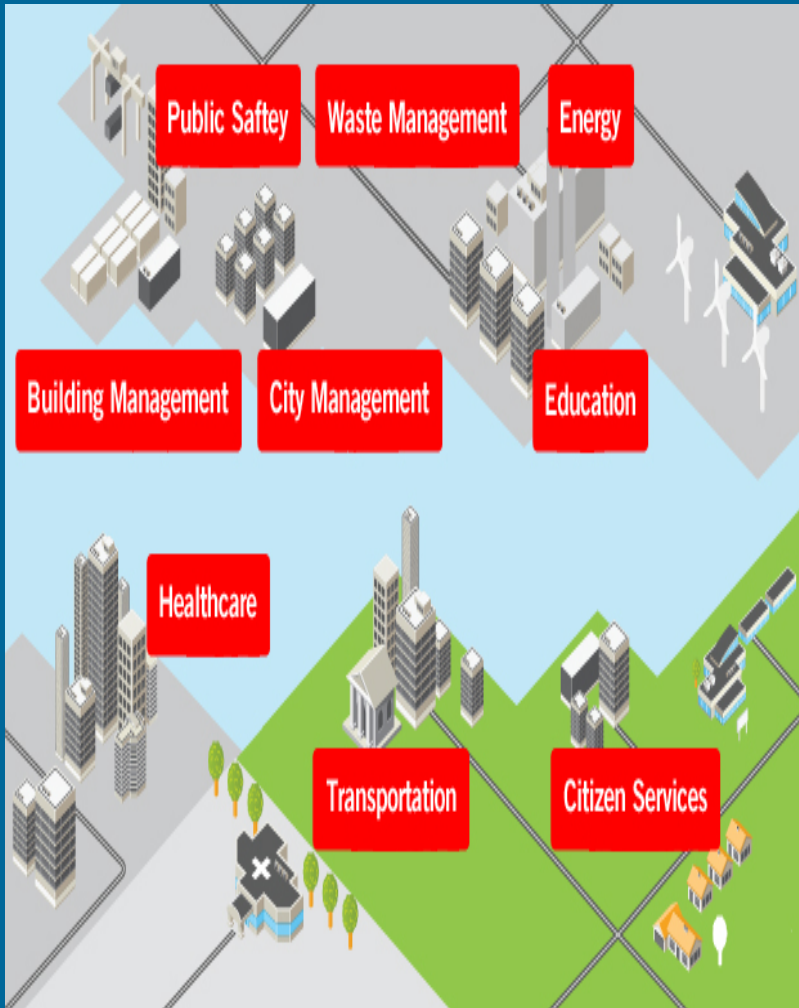 Public Saftey
Waste Management
Energy
Building Management
City Management
Education
Healthcare
Transportation
Citizen Services